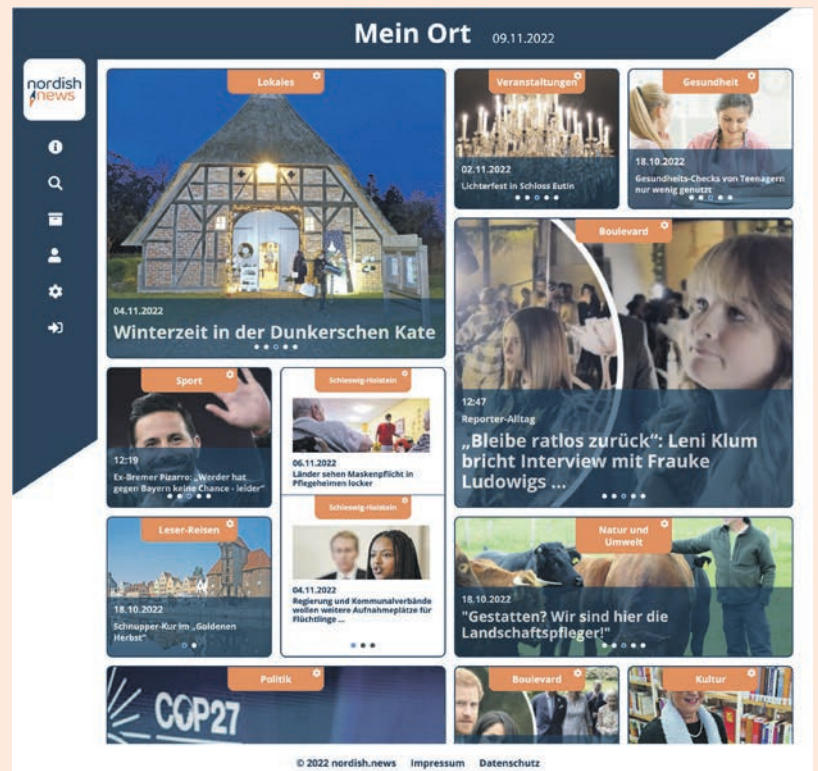 Mein Ort 09.11.2022
nordish
news
Lokales
04.11.2022
Winterzeit in der Dunkerschen Kate
Veranstaltungen
02.11.2022
Lichterfest in Schloss Eutin
Gesundheit
18.10.2022
Gesundheits-Checks von Teenagern
nur wenig genutzt
Boulevard
12:47
Reporter-Alltag
„Bleibe ratlos zurück“: Leni Klum
bricht Interview mit Frauke
Ludowigs ...
Sport
12:19
Ex-Bremer Pizarro: „Werder hat
gegen Bayern keine Chance - leider“
Schleswig-Holstein
06.11.2022
Länder sehen Maskenpflicht in
Pflegeheimen locker
Schleswig-Holstein
04.11.2022
Regierung und Kommunalverbände
wollen weitere Aufnahmeplätze für
Flüchtlinge ...
Leser-Reisen
18.10.2022
Schnupper-Kur im „Goldenen
Herbst“
Natur und
Umwelt
18.10.2022
"Gestatten? Wir sind hier die
Landschaftspfleger!"
Politik
COP27
Boulevard
Kultur
© 2022 nordish.news Impressum Datenschutz